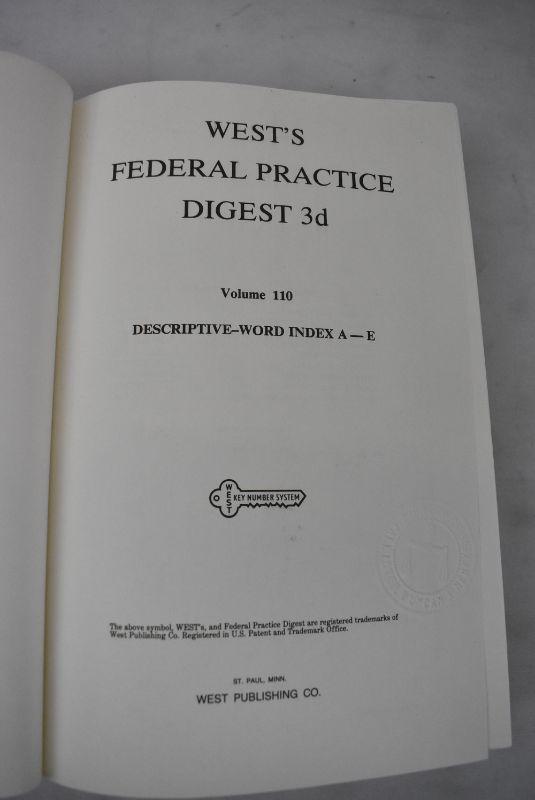 WEST'S
FEDERAL PRACTICE
DIGEST 3d
Volume 110
DESCRIPTIVE–WORD INDEX A — E
WEST
KEY NUMBER SYSTEM
The above symbol, WEST's, and Federal Practice Digest are registered trademarks of
West Publishing Co. Registered in U.S. Patent and Trademark Office.
ST. PAUL, MINN.
WEST PUBLISHING CO.